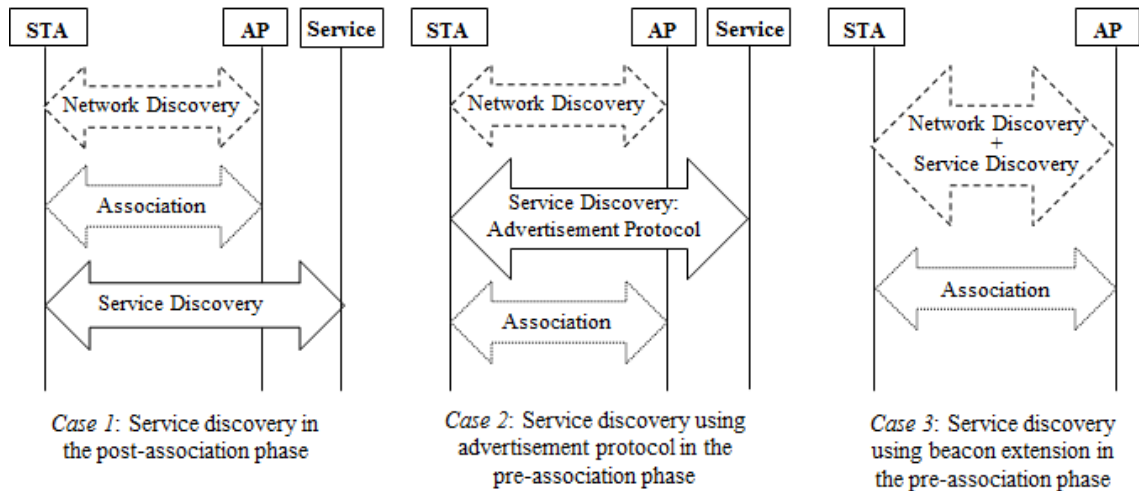 STA
AP
Service
Network Discovery
Association
Service Discovery
Case 1: Service discovery in
the post-association phase
STA
AP
Service
Network Discovery
Service Discovery:
Advertisement Protocol
Association
Case 2: Service discovery using
advertisement protocol in the
pre-association phase
STA
AP
Network Discovery
+
Service Discovery
Association
Case 3: Service discovery
using beacon extension in
the pre-association phase